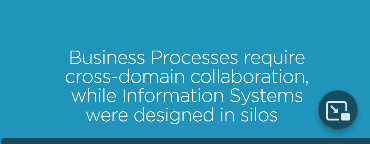 Business Processes require
cross-domain collaboration,
while Information Systems
were designed in silos